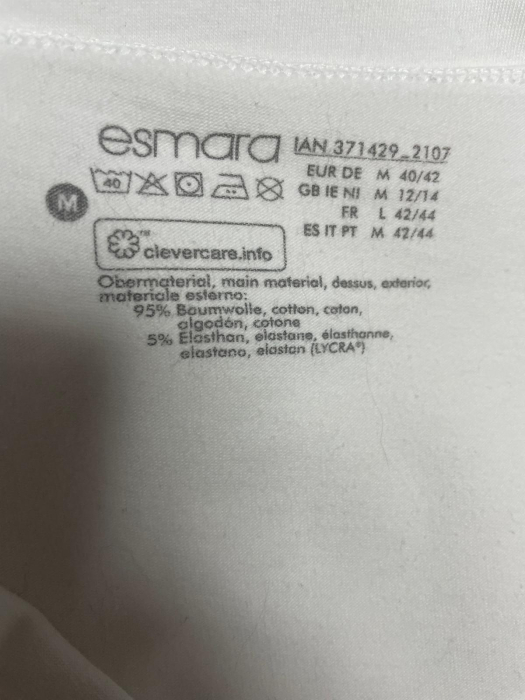 esmara
IAN 371429_2107
40
EUR DE M 40/42
GB IE NI M 12/14
FR L 42/44
ES IT PT M 42/44
M
clevercare.info™
Obermaterial, main material, dessus, exterior,
materiale esterno:
95% Baumwolle, cotton, coton,
algodón, cotone
5% Elasthan, elastane, élasthanne,
elastano, elastan (LYCRA®)